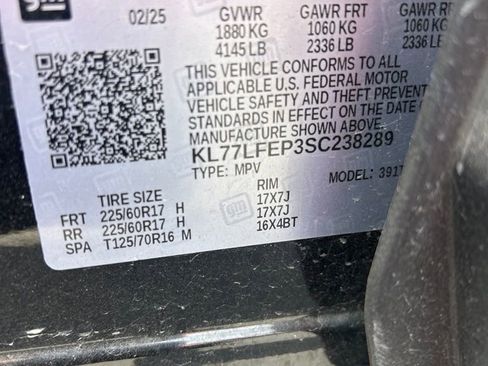 gm
02/25 GVWR GAWR FRT GAWR RR
1880 KG 1060 KG 1060 KG
4145 LB 2336 LB 2336 LB
THIS VEHICLE CONFORMS TO ALL
APPLICABLE U.S. FEDERAL MOTOR
VEHICLE SAFETY AND THEFT PREVENT
STANDARDS IN EFFECT ON THE DATE O
KL77LFEP3SC238289
TYPE: MPV MODEL: 391T
TIRE SIZE RIM
FRT 225/60R17 H 17X7J
RR 225/60R17 H 17X7J
SPA T125/70R16 M 16X4BT